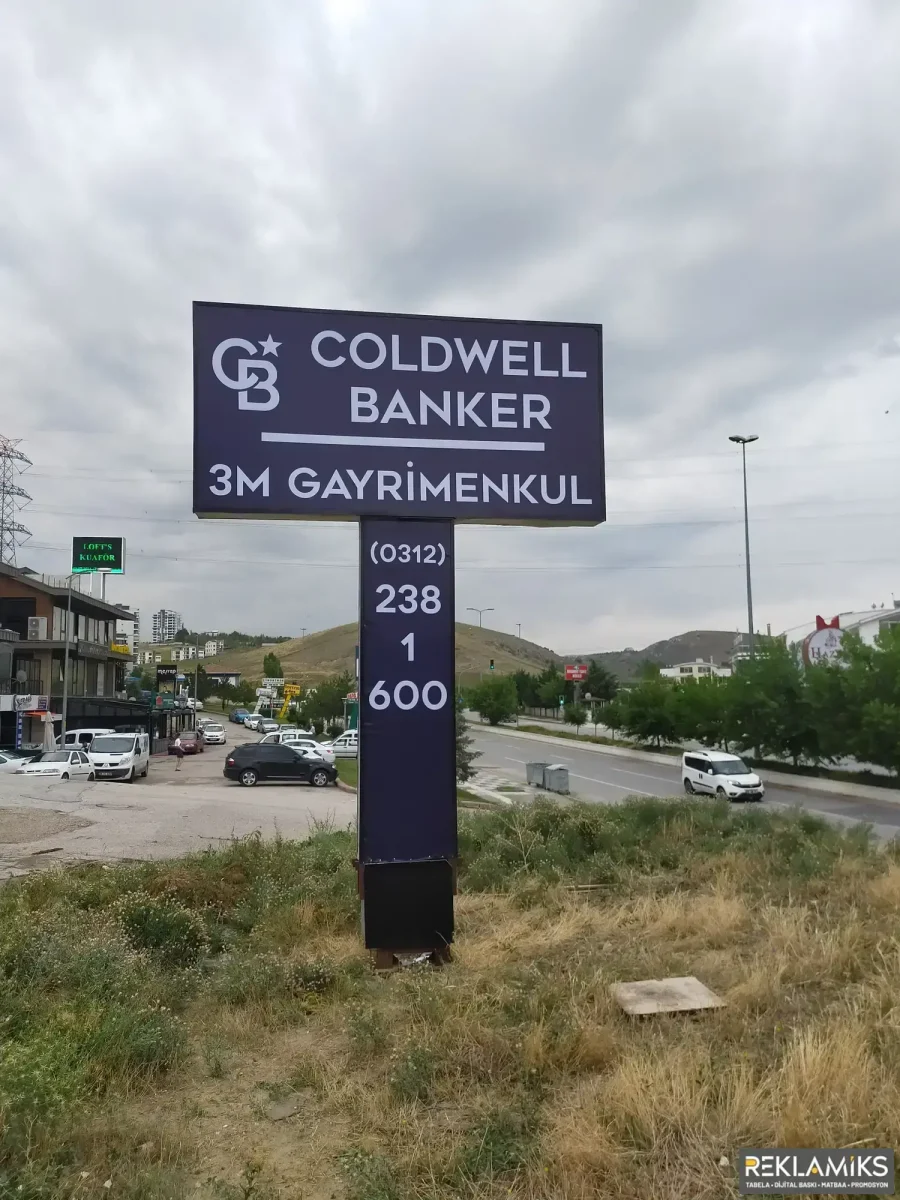 CB
COLDWELL
BANKER
3M GAYRİMENKUL
(0312)
238
1
600
LOFT'S
KUAFÖR
REKLAMİKS
TABELA • DİJİTAL BASKI • MATBAA • PROMOSYON